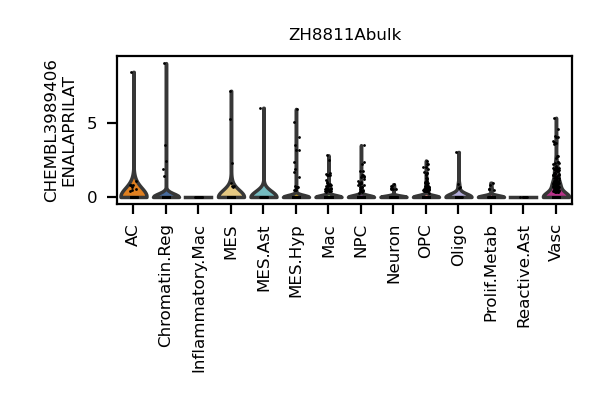 ZH8811Abulk
CHEMBL3989406
ENALAPRILAT
5
0
AC
Chromatin.Reg
Inflammatory.Mac
MES
MES.Ast
MES.Hyp
Mac
NPC
Neuron
OPC
Oligo
Prolif.Metab
Reactive.Ast
Vasc